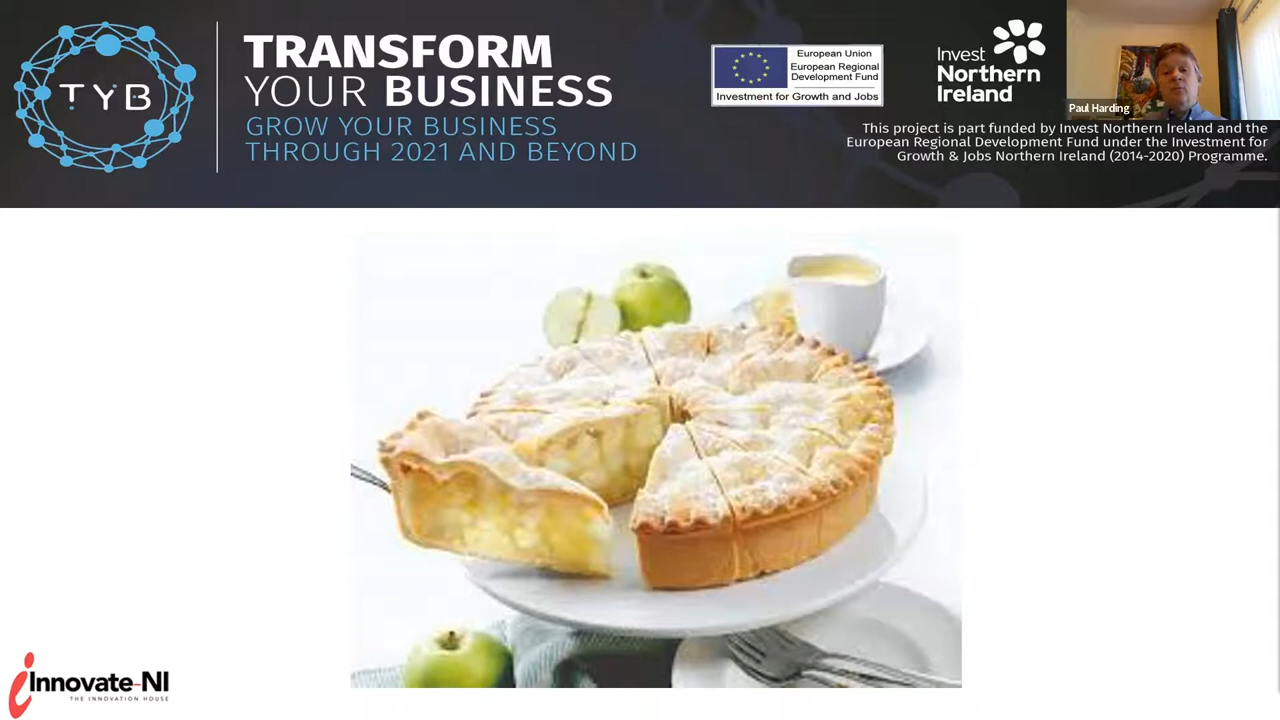 TYB
TRANSFORM
YOUR BUSINESS
GROW YOUR BUSINESS
THROUGH 2021 AND BEYOND
European Union
European Regional
Development Fund
Investment for Growth and Jobs
Invest
Northern
Ireland
Paul Harding
This project is part funded by Invest Northern Ireland and the
European Regional Development Fund under the Investment for
Growth & Jobs Northern Ireland (2014-2020) Programme.
innovate-NI
THE INNOVATION HOUSE